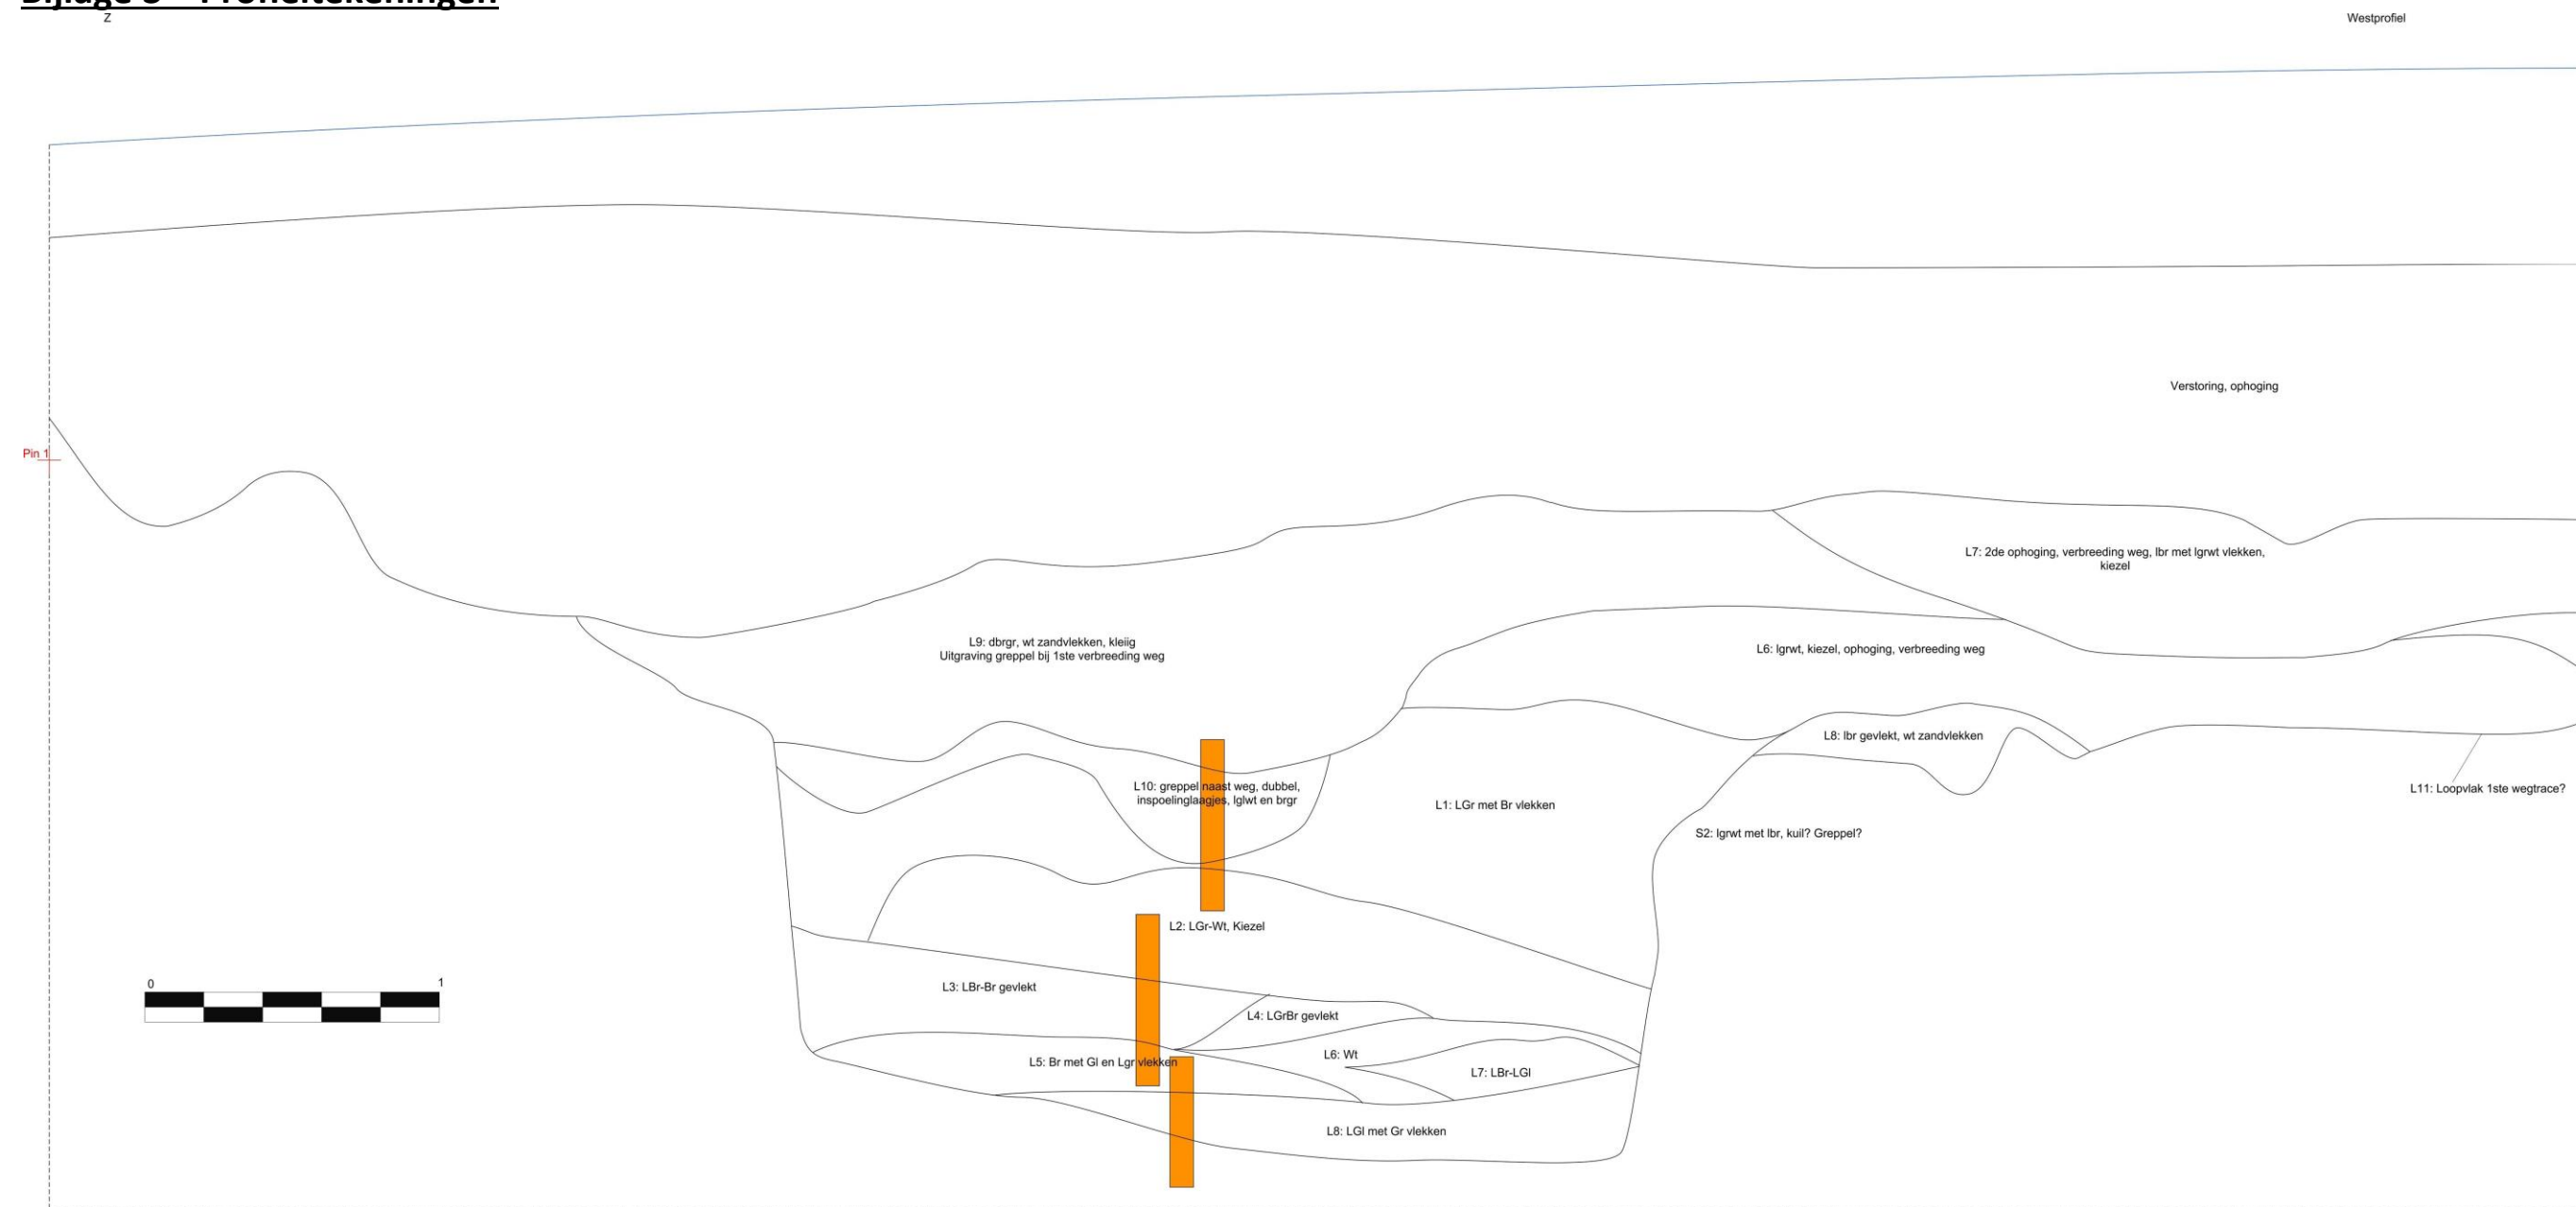 Z
Westprofiel
Verstoring, ophoging
Pin 1
L7: 2de ophoging, verbreeding weg, lbr met lgrwt vlekken,
kiezel
L9: dbrgr, wt zandvlekken, kleiig
Uitgraving greppel bij 1ste verbreeding weg
L6: lgrwt, kiezel, ophoging, verbreeding weg
L8: lbr gevlekt, wt zandvlekken
L10: greppel naast weg, dubbel,
inspoelinglaagjes, lglwt en brgr
L1: LGr met Br vlekken
L11: Loopvlak 1ste wegtrace?
S2: lgrwt met lbr, kuil? Greppel?
L2: LGr-Wt, Kiezel
0 1
L3: LBr-Br gevlekt
L4: LGrBr gevlekt
L6: Wt
L5: Br met Gl en Lgr vlekken
L7: LBr-LGl
L8: LGl met Gr vlekken